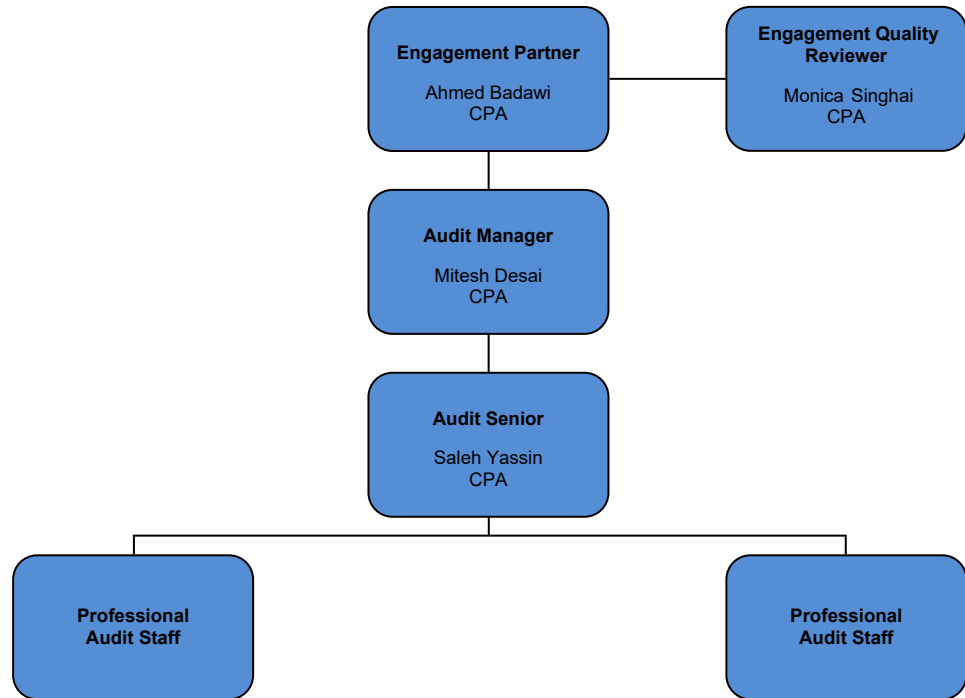 Engagement Partner
Ahmed Badawi
CPA
Engagement Quality
Reviewer
Monica Singhai
CPA
Audit Manager
Mitesh Desai
CPA
Audit Senior
Saleh Yassin
CPA
Professional
Audit Staff
Professional
Audit Staff